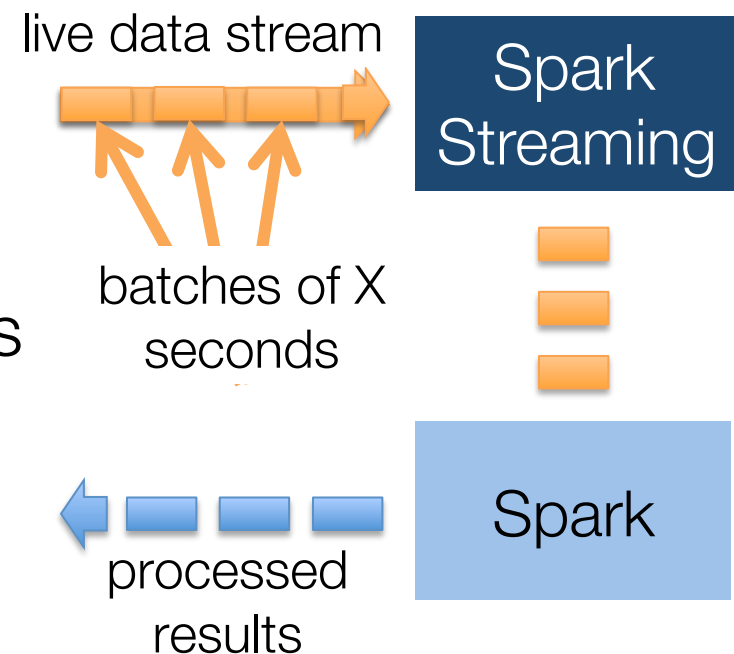 live data stream
Spark
Streaming
batches of X
seconds
s
Spark
processed
results